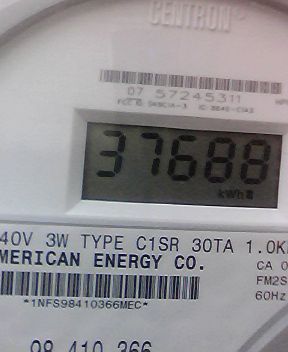 CENTRON
07 57245311
37688
kWh
40V 3W TYPE C1SR 30TA 1.0K
MERICAN ENERGY CO. CA 0
FM2S
*1NFS98410366MEC* 60Hz
98 410 366